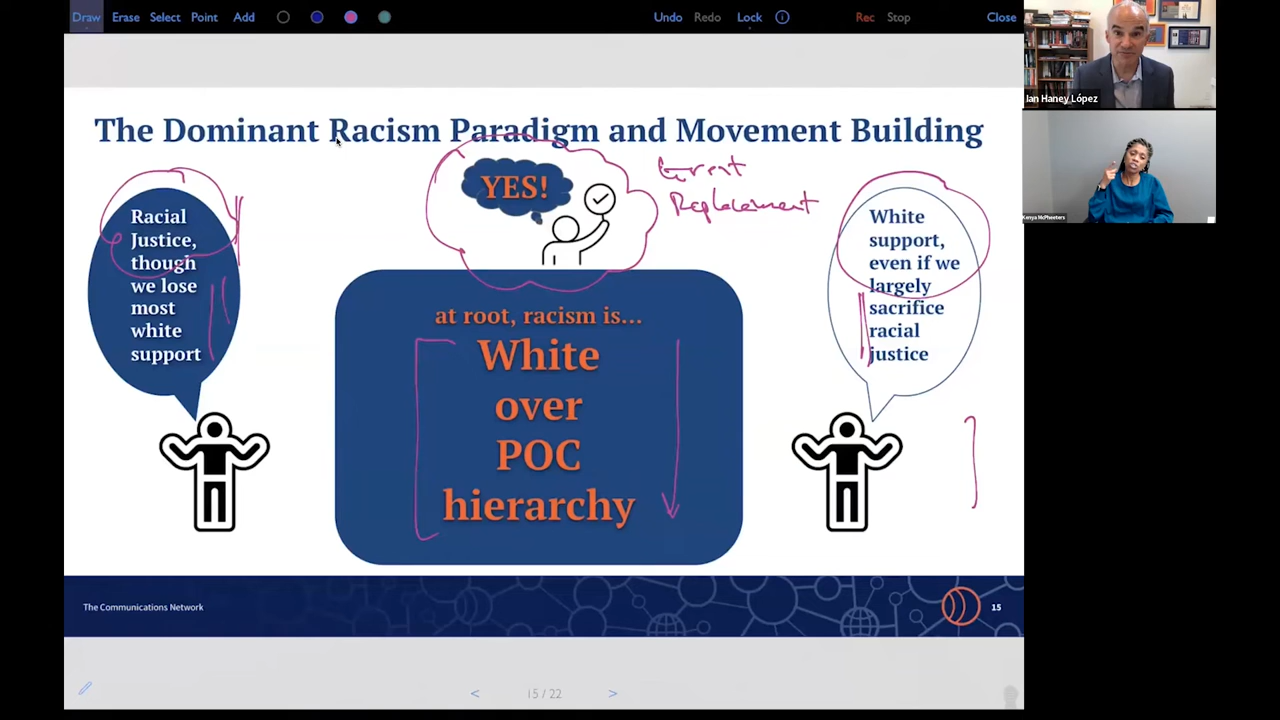 Draw Erase Select Point Add Undo Redo Lock Rec Stop Close
The Dominant Racism Paradigm and Movement Building
Racial
Justice,
though
we lose
most
white
support
YES!
Great
Replacement
at root, racism is...
White
over
POC
hierarchy
White
support,
even if we
largely
sacrifice
racial
justice
The Communications Network
15
< 15 / 22 >
Ian Haney López
Kenya McPheeters